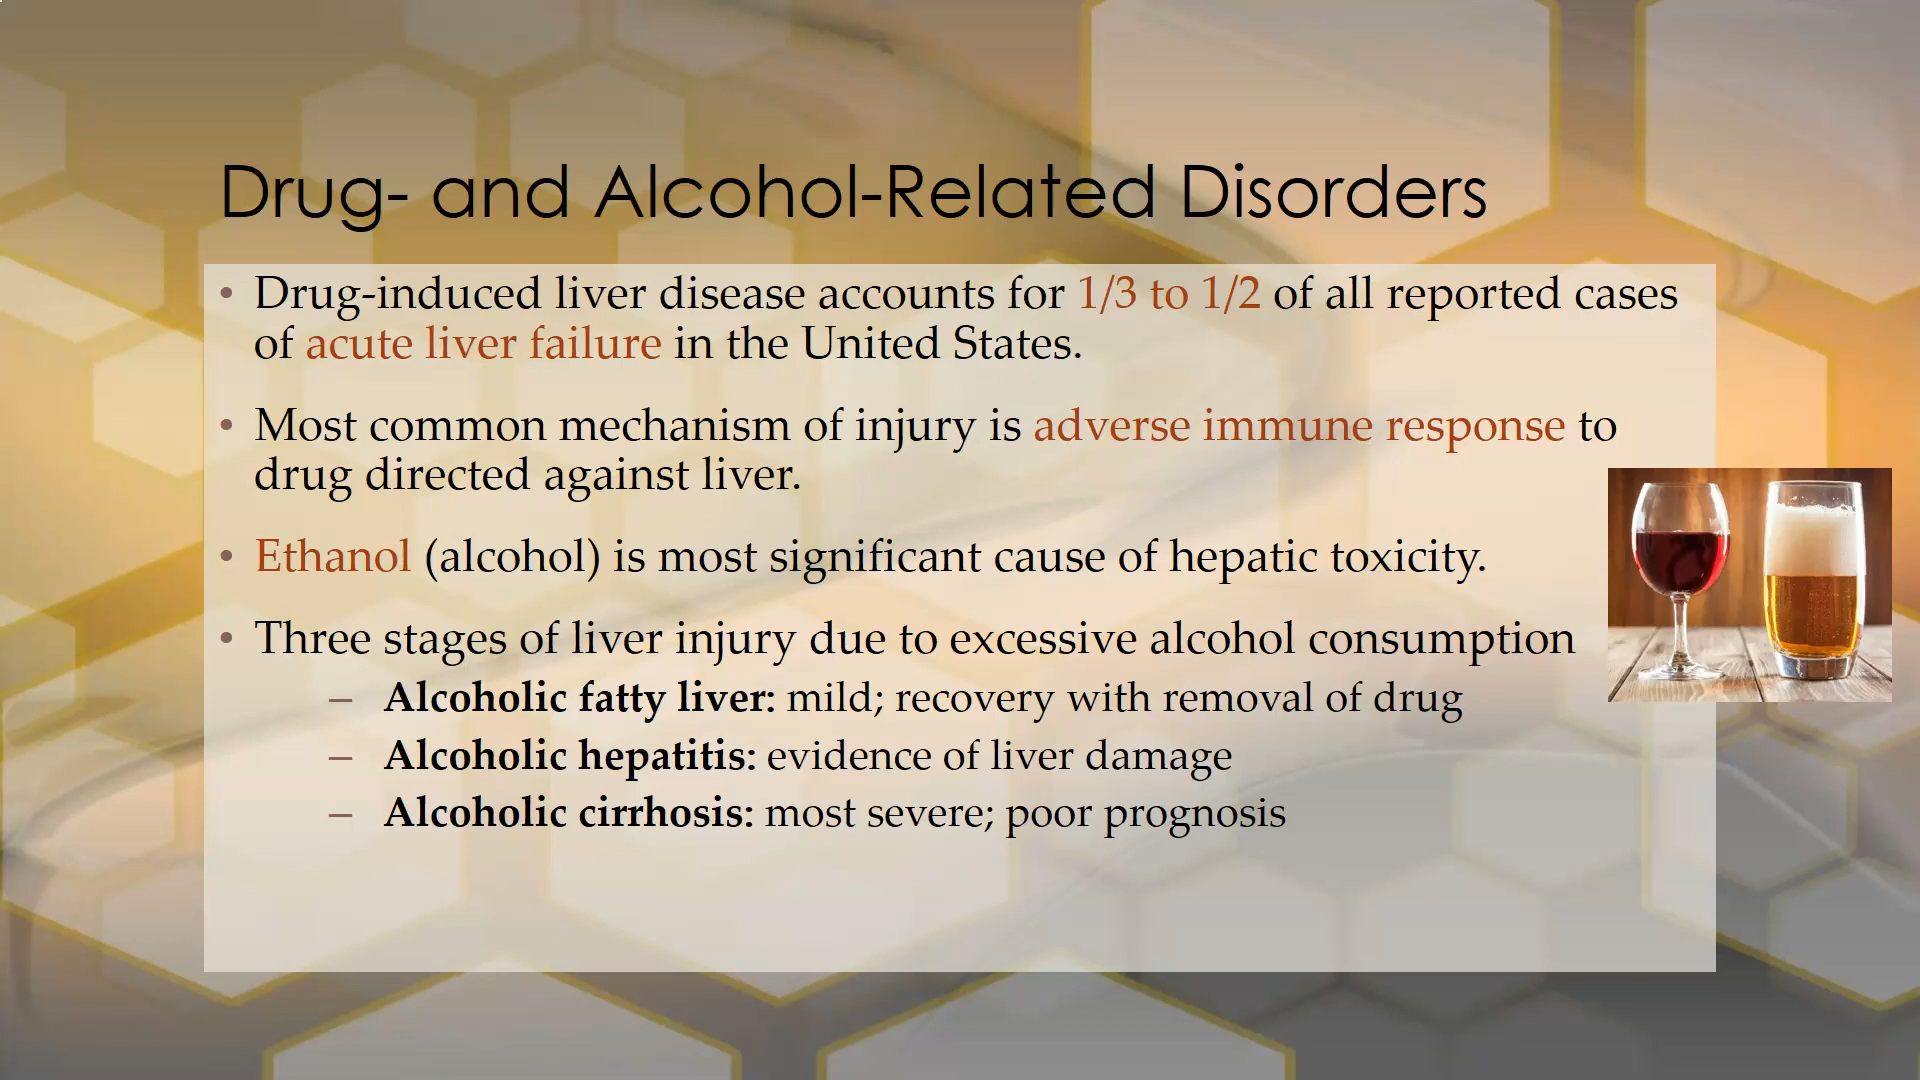 Drug- and Alcohol-Related Disorders
• Drug-induced liver disease accounts for 1/3 to 1/2 of all reported cases
of acute liver failure in the United States.
• Most common mechanism of injury is adverse immune response to
drug directed against liver.
• Ethanol (alcohol) is most significant cause of hepatic toxicity.
• Three stages of liver injury due to excessive alcohol consumption
– Alcoholic fatty liver: mild; recovery with removal of drug
– Alcoholic hepatitis: evidence of liver damage
– Alcoholic cirrhosis: most severe; poor prognosis